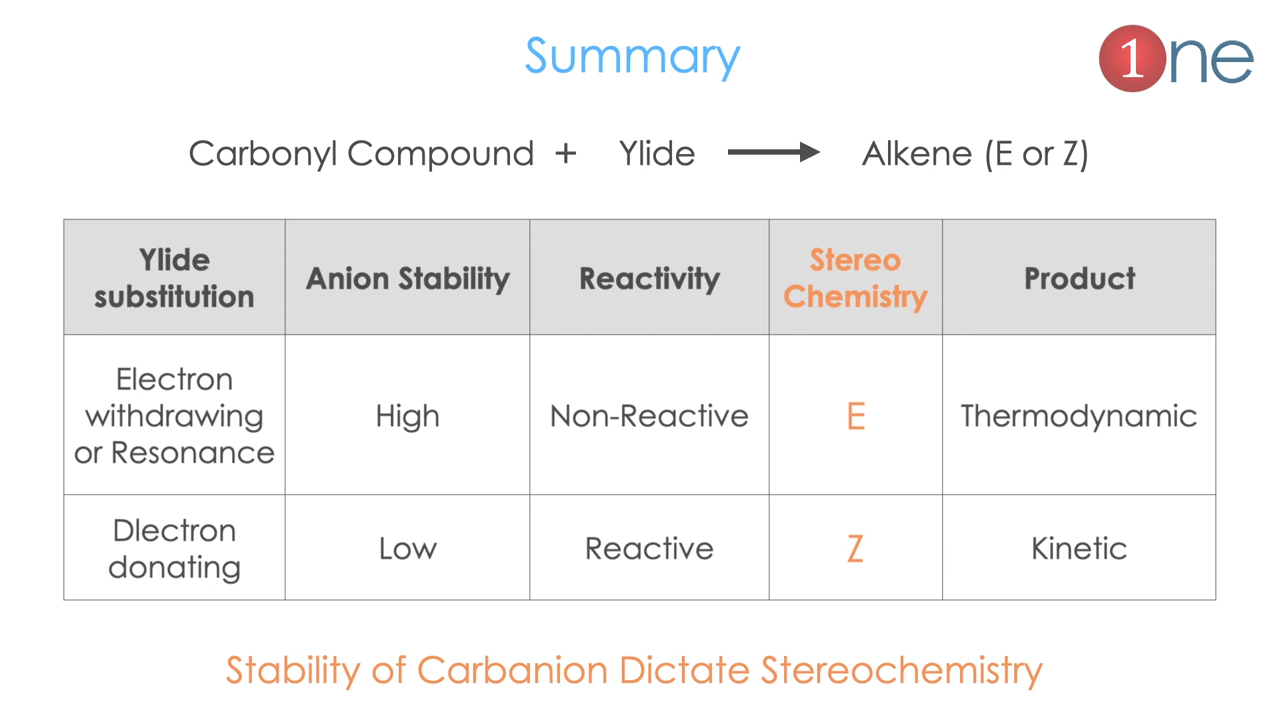 Summary
1ne
Carbonyl Compound + Ylide ⟶ Alkene (E or Z)
Ylide
substitution
Anion Stability
Reactivity
Stereo
Chemistry
Product
Electron
withdrawing
or Resonance
High
Non-Reactive
E
Thermodynamic
Dlectron
donating
Low
Reactive
Z
Kinetic
Stability of Carbanion Dictate Stereochemistry